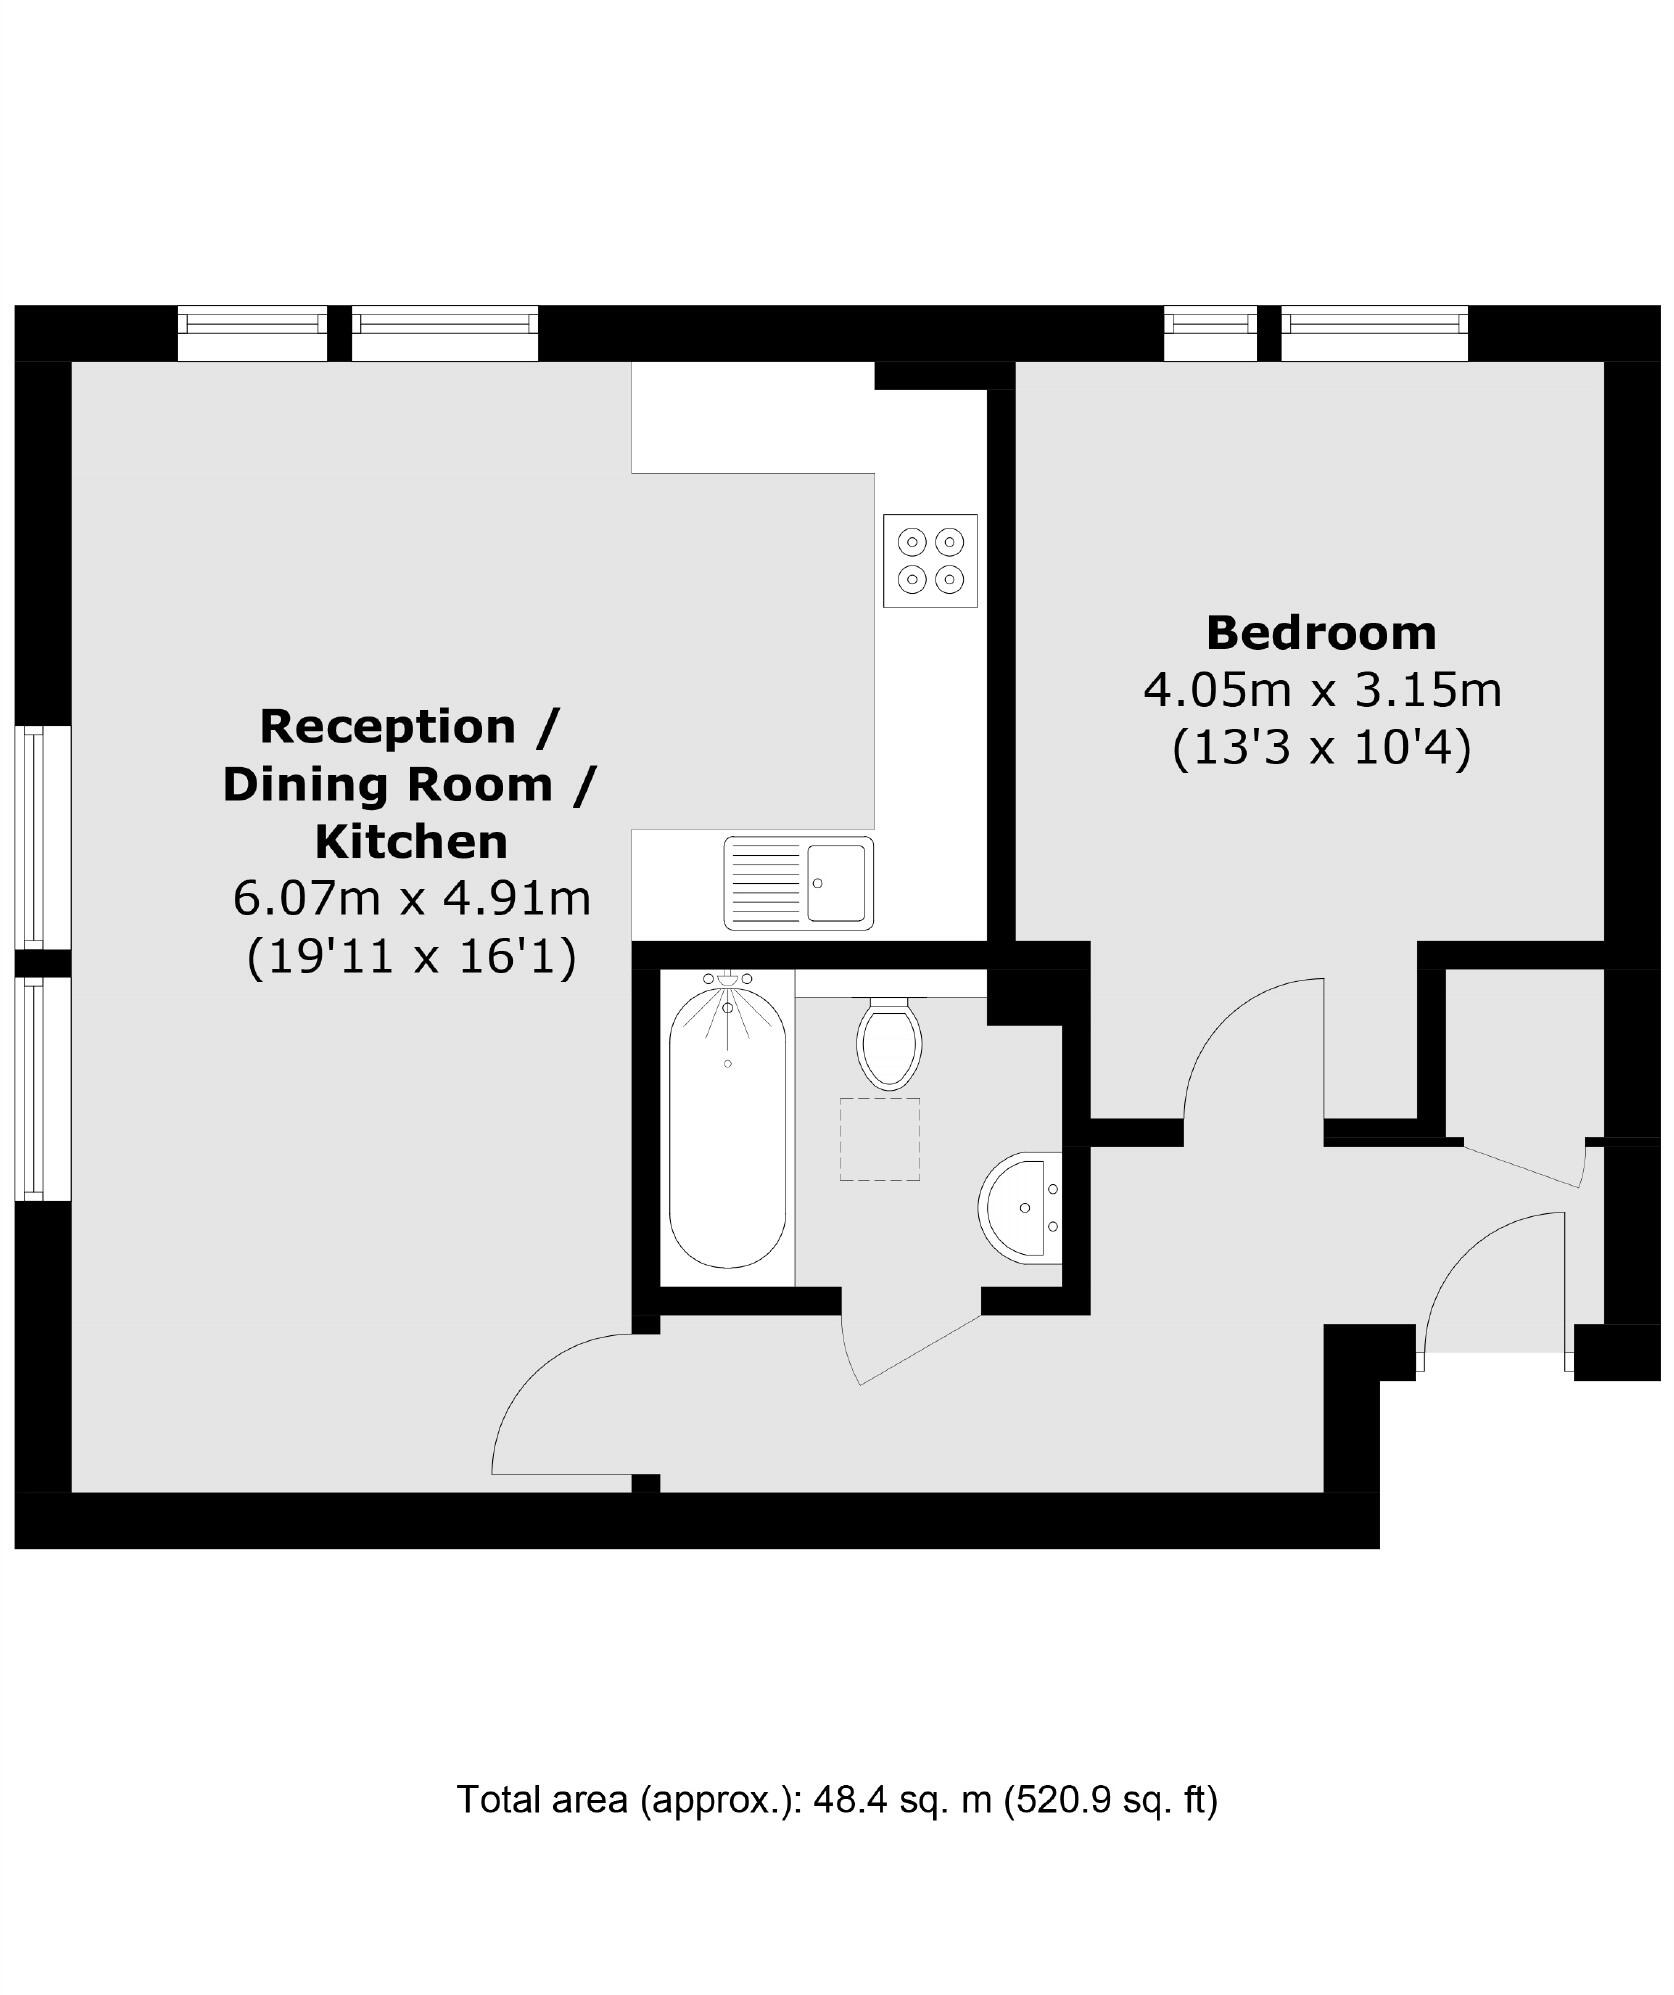 Reception /
Dining Room /
Kitchen
6.07m x 4.91m
(19'11 x 16'1)
Bedroom
4.05m x 3.15m
(13'3 x 10'4)
Total area (approx.): 48.4 sq. m (520.9 sq. ft)